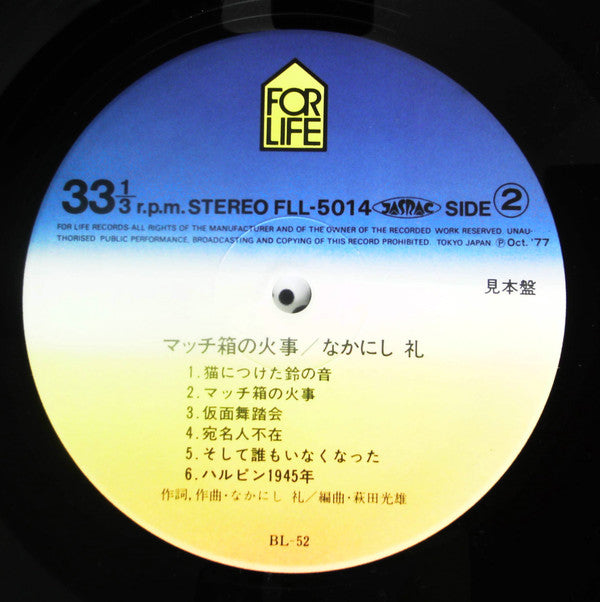 FOR
LIFE
33 1/3 r.p.m. STEREO FLL-5014 JASRAC SIDE ②
FOR LIFE RECORDS-ALL RIGHTS OF THE MANUFACTURER AND OF THE OWNER OF THE RECORDED WORK RESERVED. UNAU-
THORISED PUBLIC PERFORMANCE, BROADCASTING AND COPYING OF THIS RECORD PROHIBITED. TOKYO JAPAN ℗Oct. '77
見本盤
マッチ箱の火事/なかにし 礼
1.猫につけた鈴の音
2.マッチ箱の火事
3.仮面舞踏会
4.宛名人不在
5.そして誰もいなくなった
6.ハルピン1945年
作詞,作曲・なかにし 礼/編曲・萩田光雄
BL-52